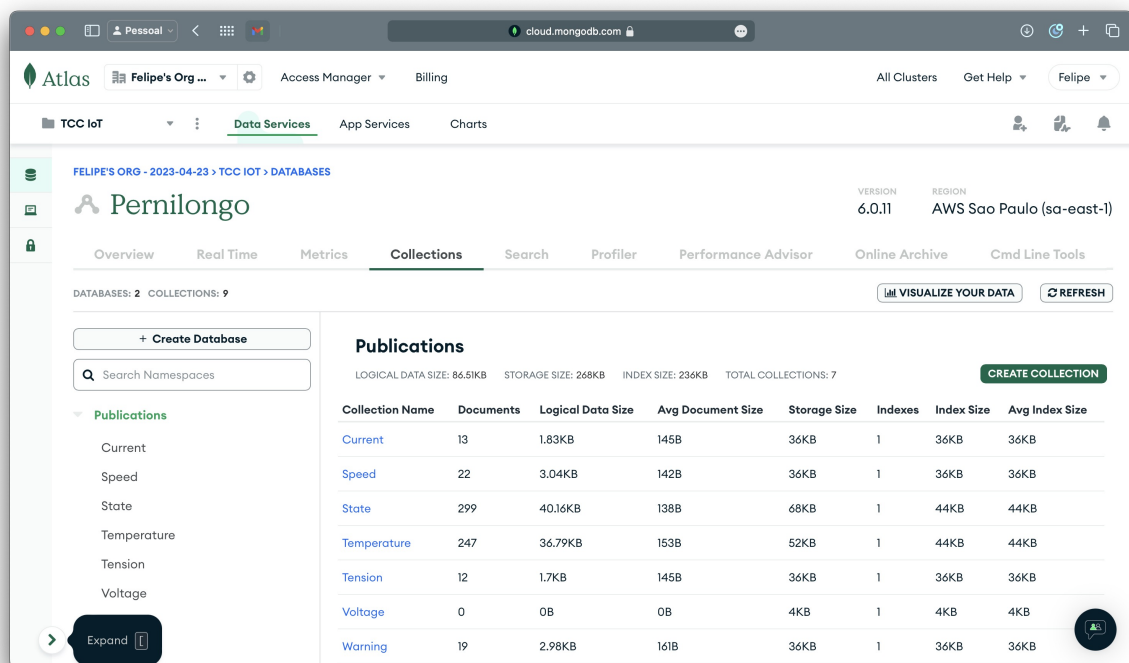 Pessoal
cloud.mongodb.com
Atlas Felipe's Org ... Access Manager Billing All Clusters Get Help Felipe
TCC IoT Data Services App Services Charts
FELIPE'S ORG - 2023-04-23 > TCC IOT > DATABASES
Pernilongo
VERSION REGION
6.0.11 AWS Sao Paulo (sa-east-1)
Overview Real Time Metrics Collections Search Profiler Performance Advisor Online Archive Cmd Line Tools
DATABASES: 2 COLLECTIONS: 9 VISUALIZE YOUR DATA REFRESH
+ Create Database
Search Namespaces
Publications
Current
Speed
State
Temperature
Tension
Voltage
Expand [
Publications
LOGICAL DATA SIZE: 86.51KB STORAGE SIZE: 268KB INDEX SIZE: 236KB TOTAL COLLECTIONS: 7 CREATE COLLECTION
Collection Name Documents Logical Data Size Avg Document Size Storage Size Indexes Index Size Avg Index Size
Current 13 1.83KB 145B 36KB 1 36KB 36KB
Speed 22 3.04KB 142B 36KB 1 36KB 36KB
State 299 40.16KB 138B 68KB 1 44KB 44KB
Temperature 247 36.79KB 153B 52KB 1 44KB 44KB
Tension 12 1.7KB 145B 36KB 1 36KB 36KB
Voltage 0 0B 0B 4KB 1 4KB 4KB
Warning 19 2.98KB 161B 36KB 1 36KB 36KB